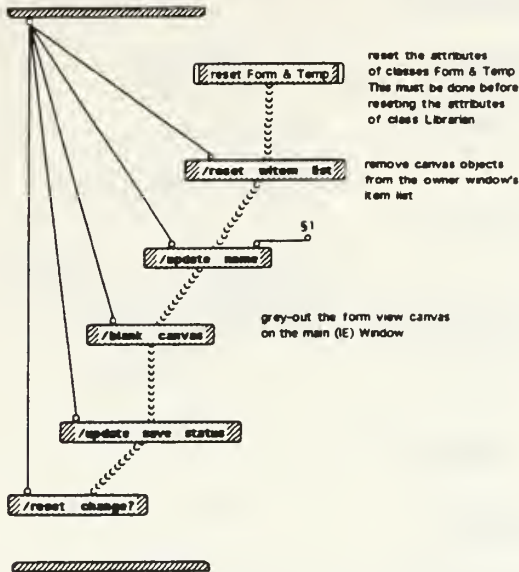 reset Form & Temp
reset the attributes
of classes Form & Temp
This must be done before
reseting the attributes
of class Librarian
/reset witem list
remove canvas objects
from the owner window's
item list
§1
/update name
/blank canvas
grey-out the form view canvas
on the main (IE) Window
/update save status
/reset change?